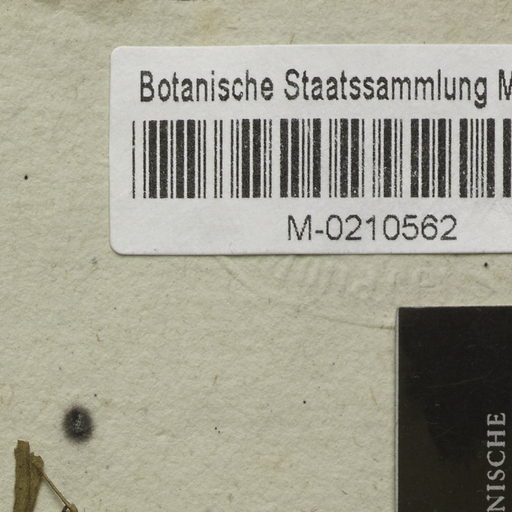 Botanische Staatssammlung M
M-0210562
NISCHE